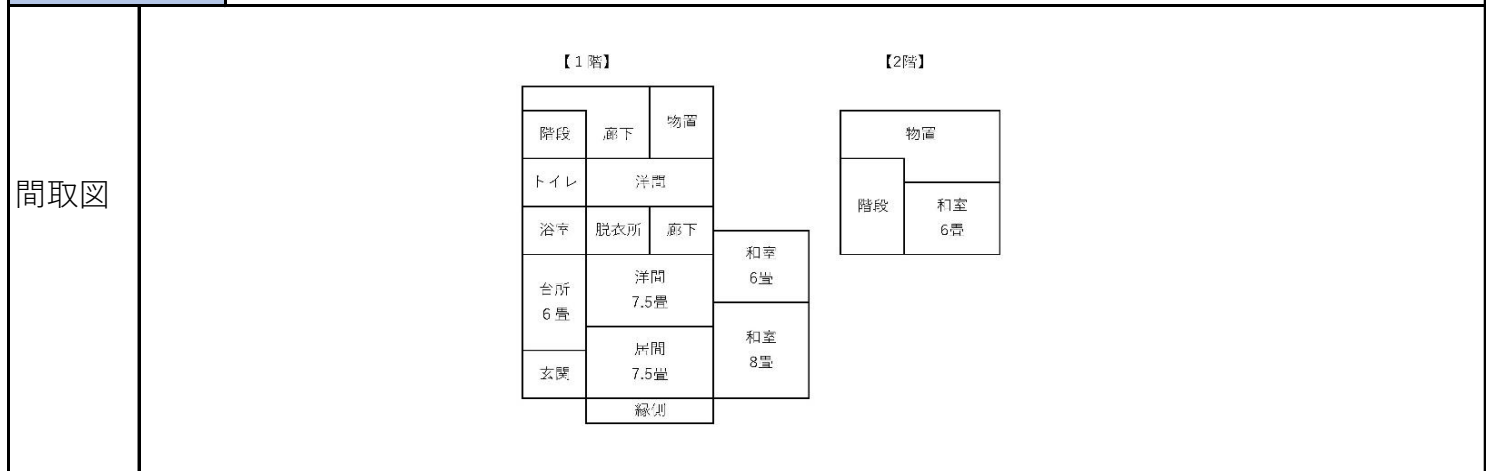 間取図
【1階】
階段
廊下
物置
トイレ
洋間
浴室
脱衣所
廊下
台所
6畳
洋間
7.5畳
和室
6畳
居間
7.5畳
和室
8畳
玄関
縁側
【2階】
物置
階段
和室
6畳